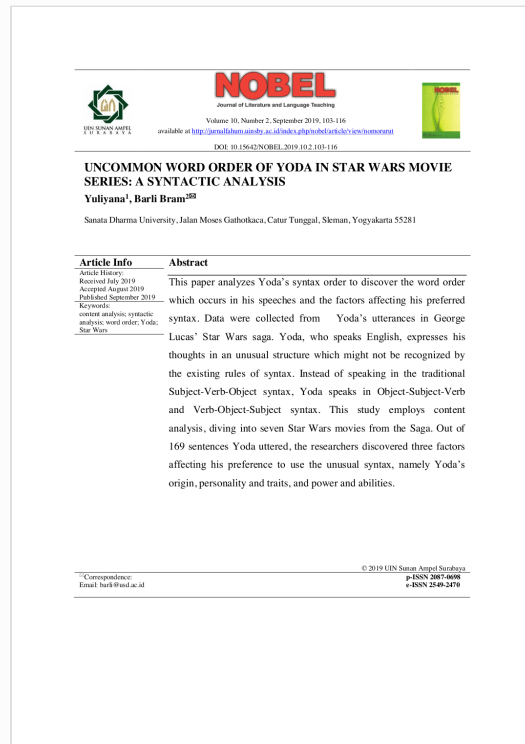 UIN SUNAN AMPEL
S U R A B A Y A
NOBEL
Journal of Literature and Language Teaching
Volume 10, Number 2, September 2019, 103-116
available at http://jurnalfahum.uinsby.ac.id/index.php/nobel/article/view/nomorurut
DOI: 10.15642/NOBEL.2019.10.2.103-116
UNCOMMON WORD ORDER OF YODA IN STAR WARS MOVIE
SERIES: A SYNTACTIC ANALYSIS
Yuliyana¹, Barli Bram²✉
Sanata Dharma University, Jalan Moses Gathotkaca, Catur Tunggal, Sleman, Yogyakarta 55281
Article Info
Article History:
Received July 2019
Accepted August 2019
Published September 2019
Keywords:
content analysis; syntactic
analysis; word order; Yoda;
Star Wars
Abstract
This paper analyzes Yoda's syntax order to discover the word order
which occurs in his speeches and the factors affecting his preferred
syntax. Data were collected from Yoda's utterances in George
Lucas' Star Wars saga. Yoda, who speaks English, expresses his
thoughts in an unusual structure which might not be recognized by
the existing rules of syntax. Instead of speaking in the traditional
Subject-Verb-Object syntax, Yoda speaks in Object-Subject-Verb
and Verb-Object-Subject syntax. This study employs content
analysis, diving into seven Star Wars movies from the Saga. Out of
169 sentences Yoda uttered, the researchers discovered three factors
affecting his preference to use the unusual syntax, namely Yoda's
origin, personality and traits, and power and abilities.
© 2019 UIN Sunan Ampel Surabaya
✉Correspondence:
Email: barli@usd.ac.id
p-ISSN 2087-0698
e-ISSN 2549-2470